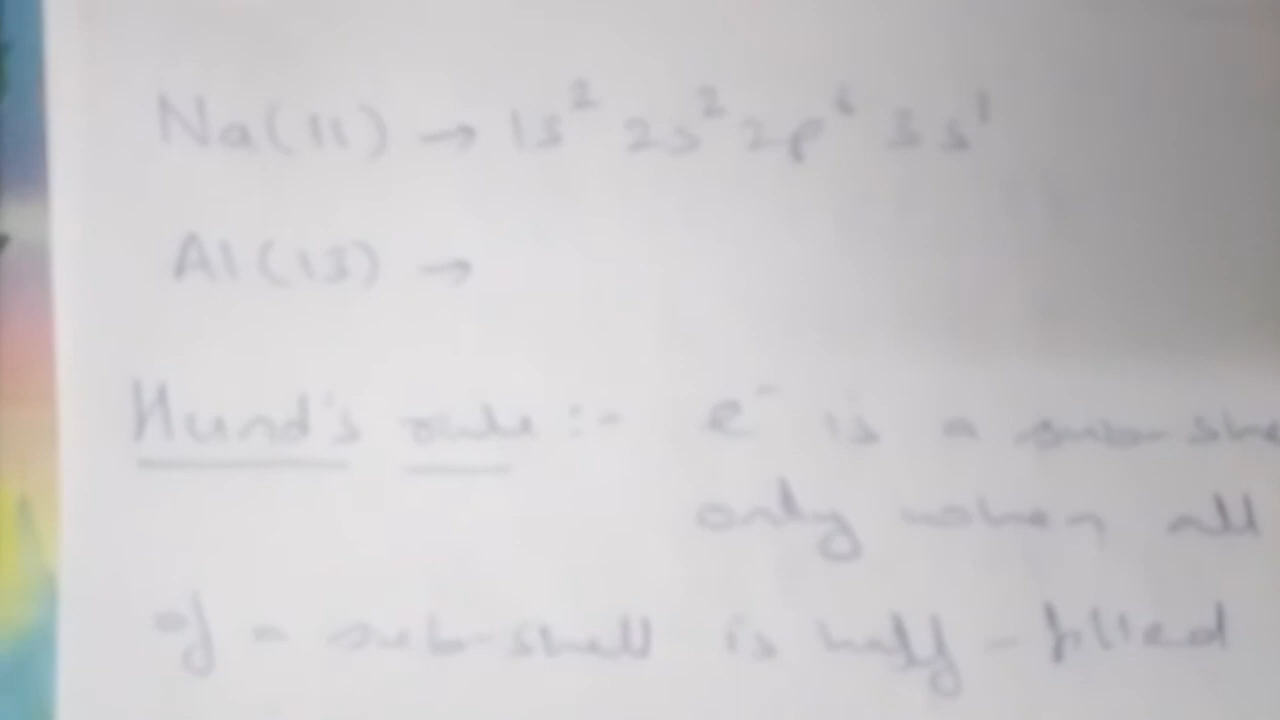 Na(11) → 1s² 2s² 2p⁶ 3s¹
Al(13) →
Hund's rule :- e⁻ is a sub-she
only when all
of a sub-shell is half-filled